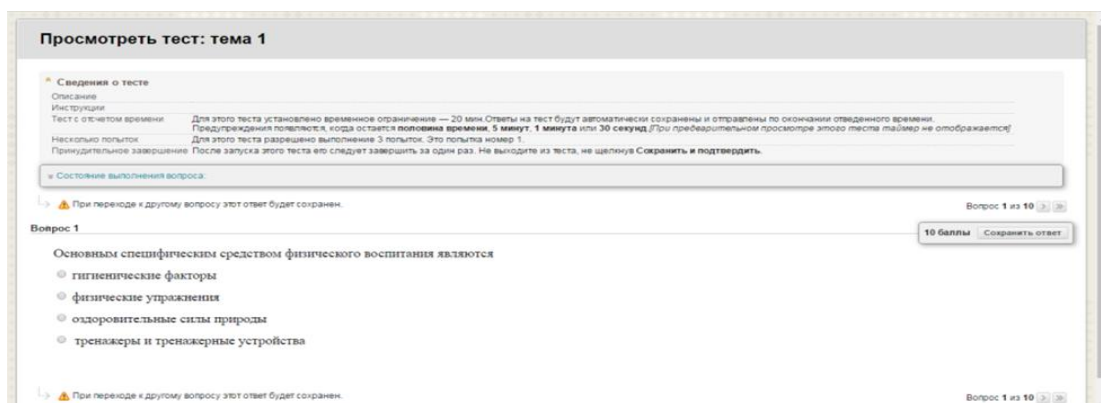 Просмотреть тест: тема 1
Сведения о тесте
Описание
Инструкции
Тест с отсчетом времени Для этого теста установлено временное ограничение — 20 мин.Ответы на тест будут автоматически сохранены и отправлены по окончании отведенного времени.
Предупреждения появляются, когда остается половина времени, 5 минут, 1 минута или 30 секунд.[При предварительном просмотре этого теста таймер не отображается]
Несколько попыток Для этого теста разрешено выполнение 3 попыток. Это попытка номер 1.
Принудительное завершение После запуска этого теста его следует завершить за один раз. Не выходите из теста, не щелкнув Сохранить и подтвердить.
Состояние выполнения вопроса:
При переходе к другому вопросу этот ответ будет сохранен. Вопрос 1 из 10 > >>
Вопрос 1
10 баллы Сохранить ответ
Основным специфическим средством физического воспитания являются
гигиенические факторы
физические упражнения
оздоровительные силы природы
тренажеры и тренажерные устройства
При переходе к другому вопросу этот ответ будет сохранен. Вопрос 1 из 10 > >>